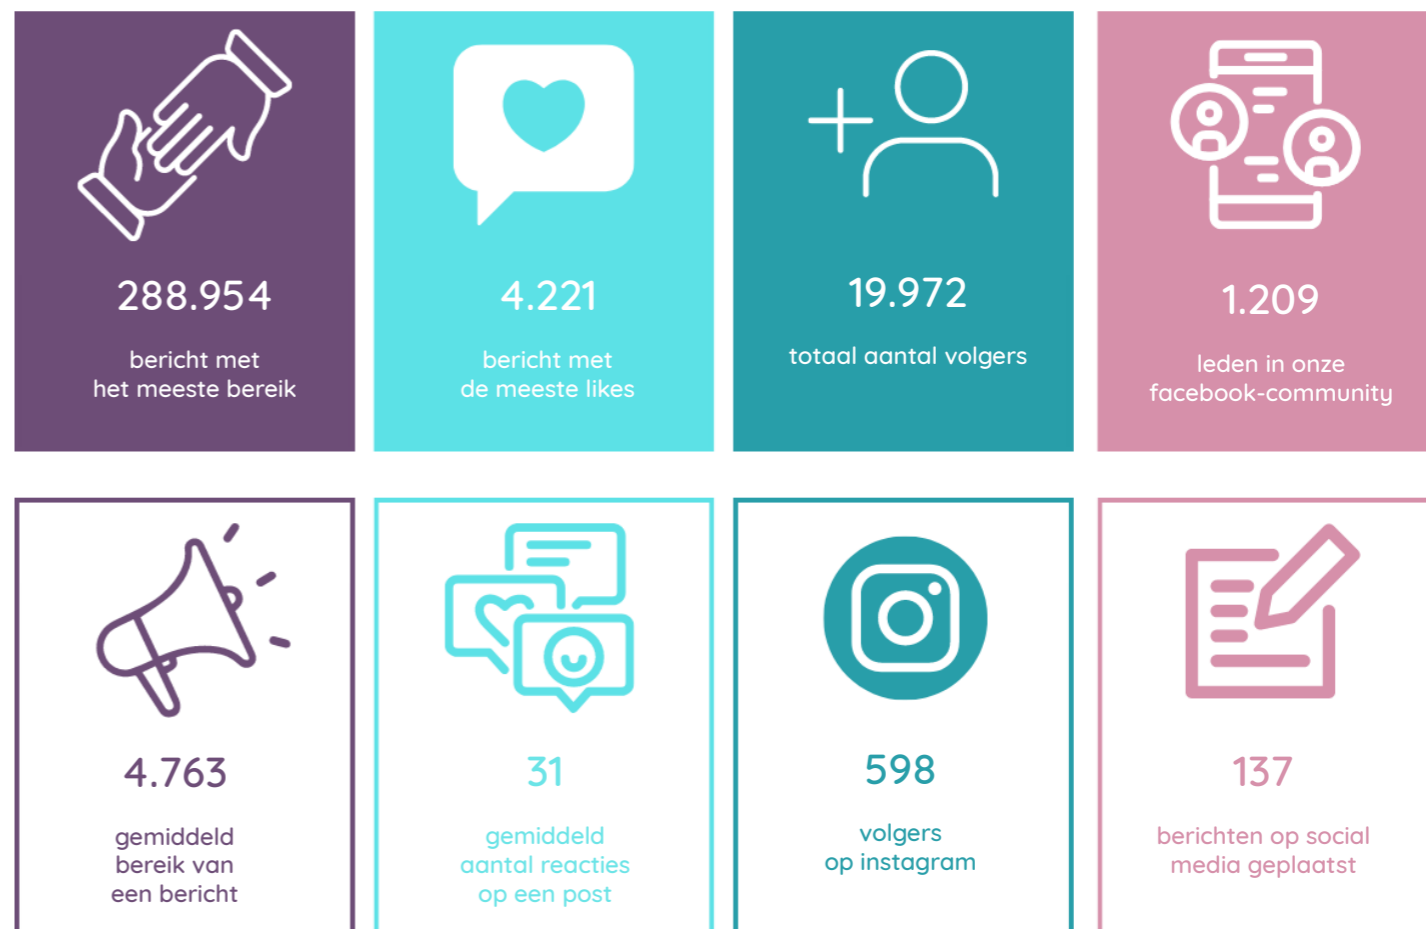 288.954
bericht met
het meeste bereik
4.221
bericht met
de meeste likes
19.972
totaal aantal volgers
1.209
leden in onze
facebook-community
4.763
gemiddeld
bereik van
een bericht
31
gemiddeld
aantal reacties
op een post
598
volgers
op instagram
137
berichten op social
media geplaatst